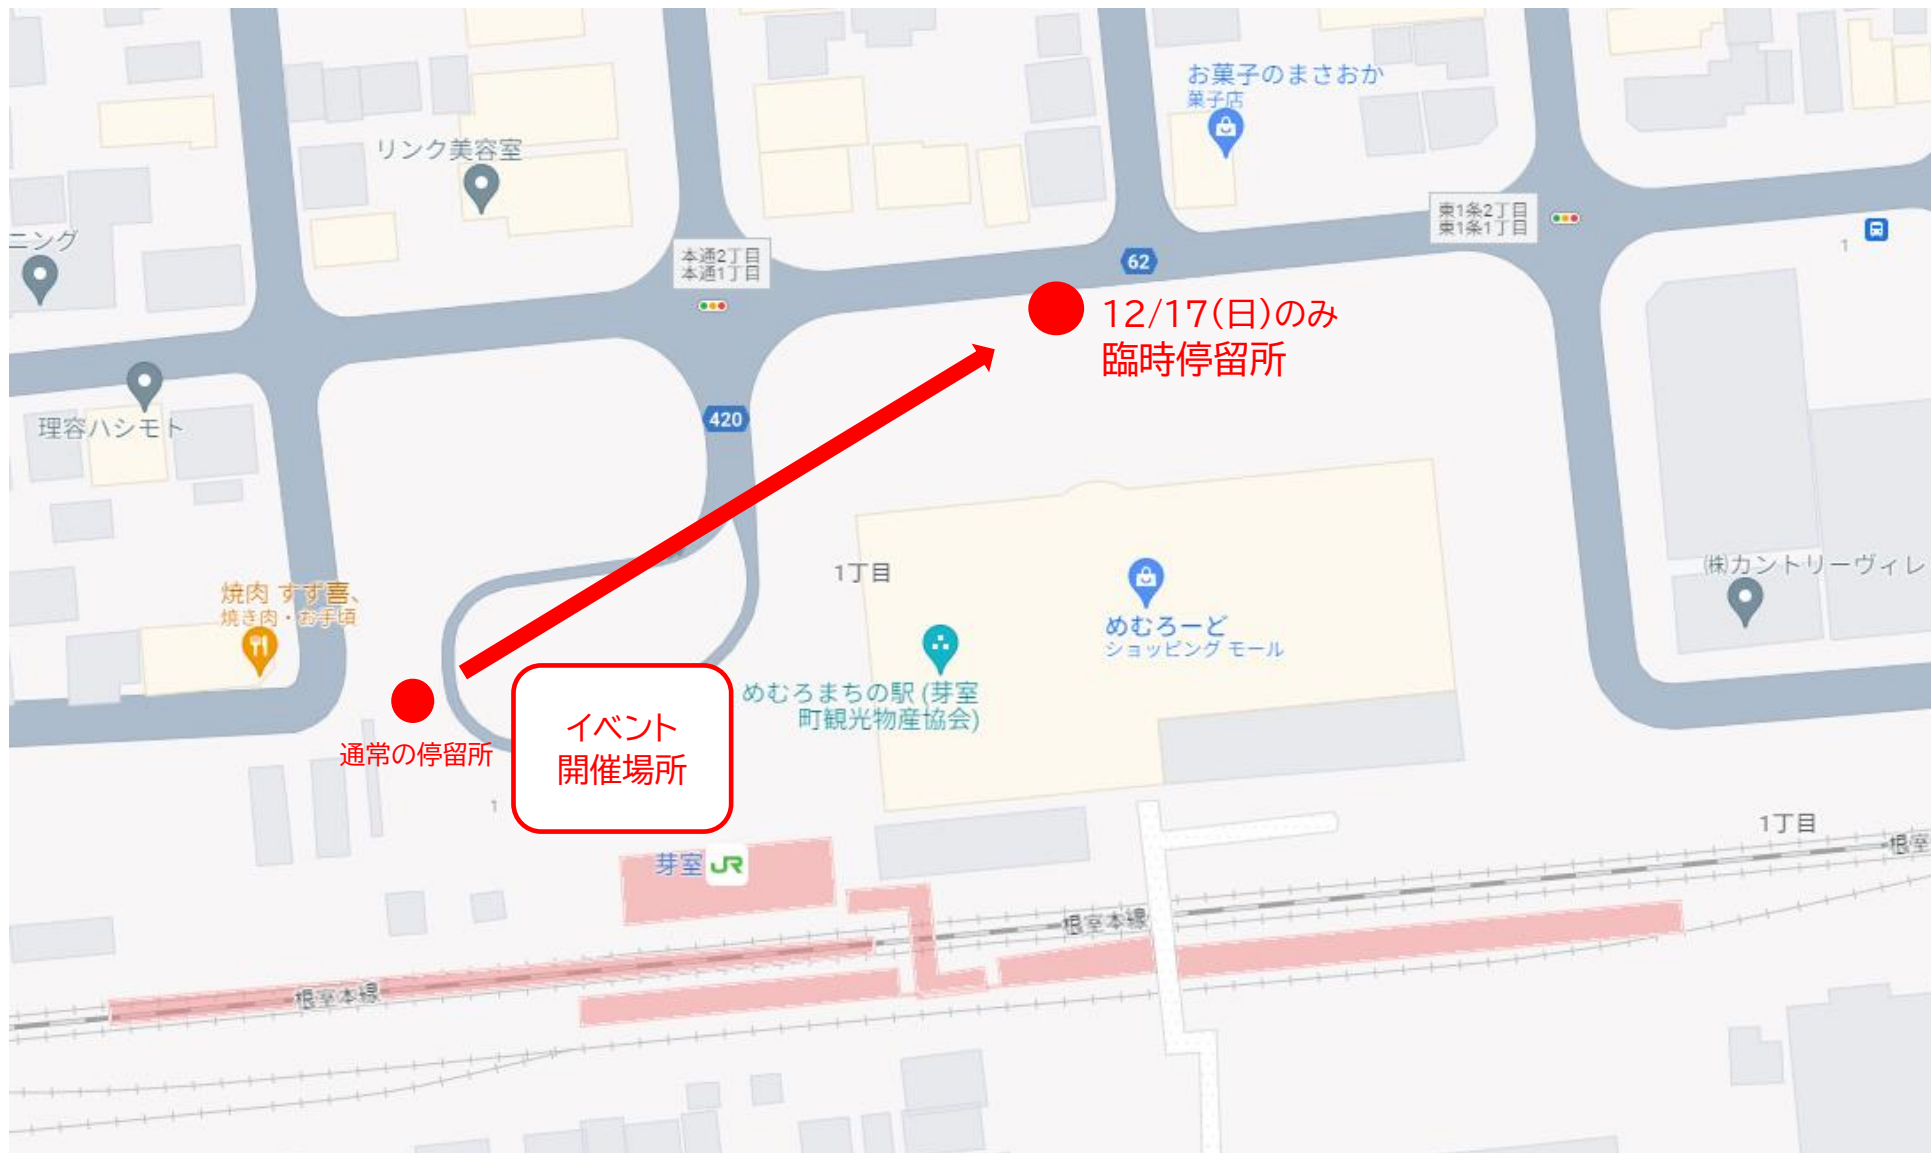 お菓子のまさおか
菓子店
リンク美容室
東1条2丁目
東1条1丁目
ニング
本通2丁目
本通1丁目
1
62
12/17(日)のみ
臨時停留所
理容ハシモト
420
1丁目
(株)カントリーヴィレ
焼肉 すず喜、
焼き肉・お手頃
めむろーど
ショッピング モール
めむろまちの駅 (芽室
町観光物産協会)
イベント
開催場所
通常の停留所
1
1丁目
根室
芽室 JR
根室本線
根室本線